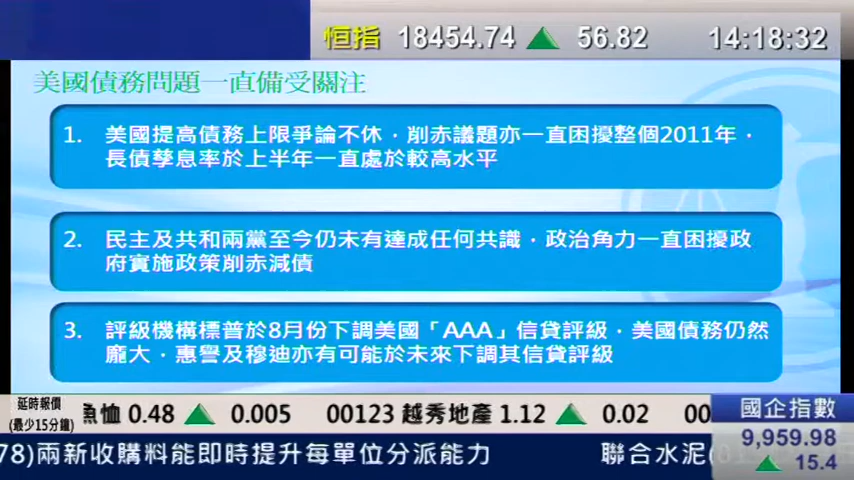 恒指 18454.74 56.82 14:18:32
美國債務問題一直備受關注
1. 美國提高債務上限爭論不休，削赤議題亦一直困擾整個2011年，
長債孳息率於上半年一直處於較高水平
2. 民主及共和兩黨至今仍未有達成任何共識，政治角力一直困擾政
府實施政策削赤減債
3. 評級機構標普於8月份下調美國「AAA」信貸評級，美國債務仍然
龐大，惠譽及穆迪亦有可能於未來下調其信貸評級
延時報價
(最少15分鐘)
恤 0.48 0.005 00123 越秀地產 1.12 0.02 00
國企指數
9,959.98
15.4
78)兩新收購料能即時提升每單位分派能力 聯合水泥(